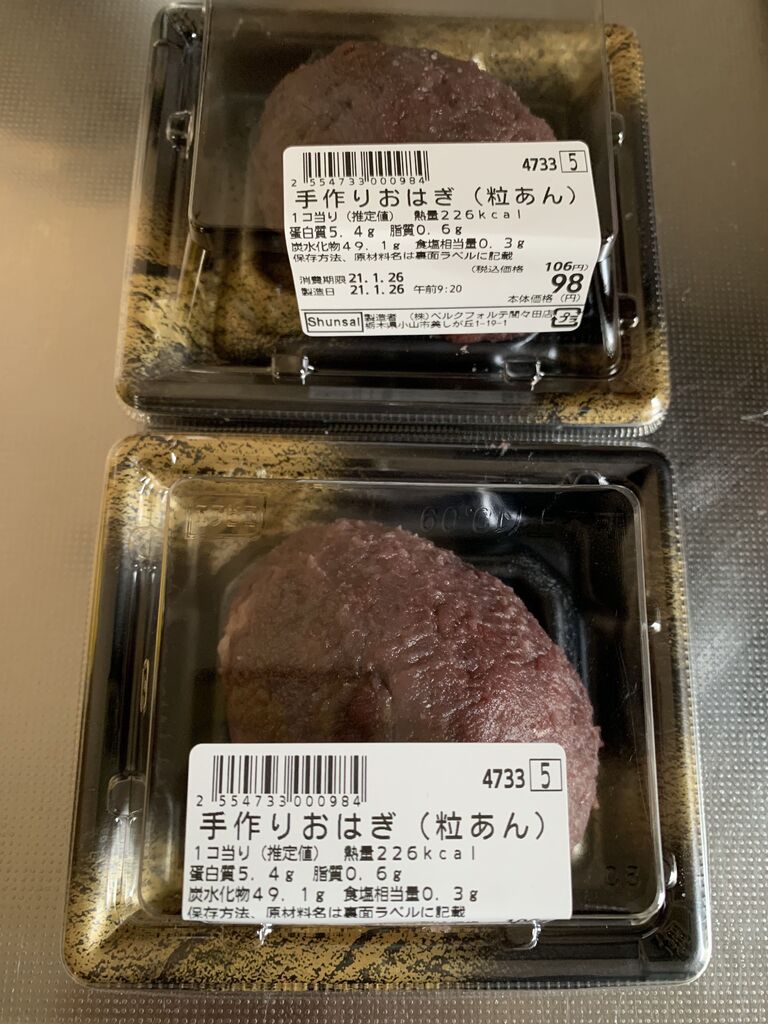 4733 5
2 554733 000984
手作りおはぎ（粒あん）
1コ当り（推定値） 熱量226kcal
蛋白質5.4g 脂質0.6g
炭水化物49.1g 食塩相当量0.3g
保存方法、原材料名は裏面ラベルに記載
(税込価格 106円)
消費期限 21.1.26
98
製造日 21.1.26 午前9:20
本体価格（円）
Shunsai 製造者 （株）ベルクフォルテ間々田店
栃木県小山市美しが丘1-19-1
プラ
4733 5
2 554733 000984
手作りおはぎ（粒あん）
1コ当り（推定値） 熱量226kcal
蛋白質5.4g 脂質0.6g
炭水化物49.1g 食塩相当量0.3g
保存方法、原材料名は裏面ラベルに記載